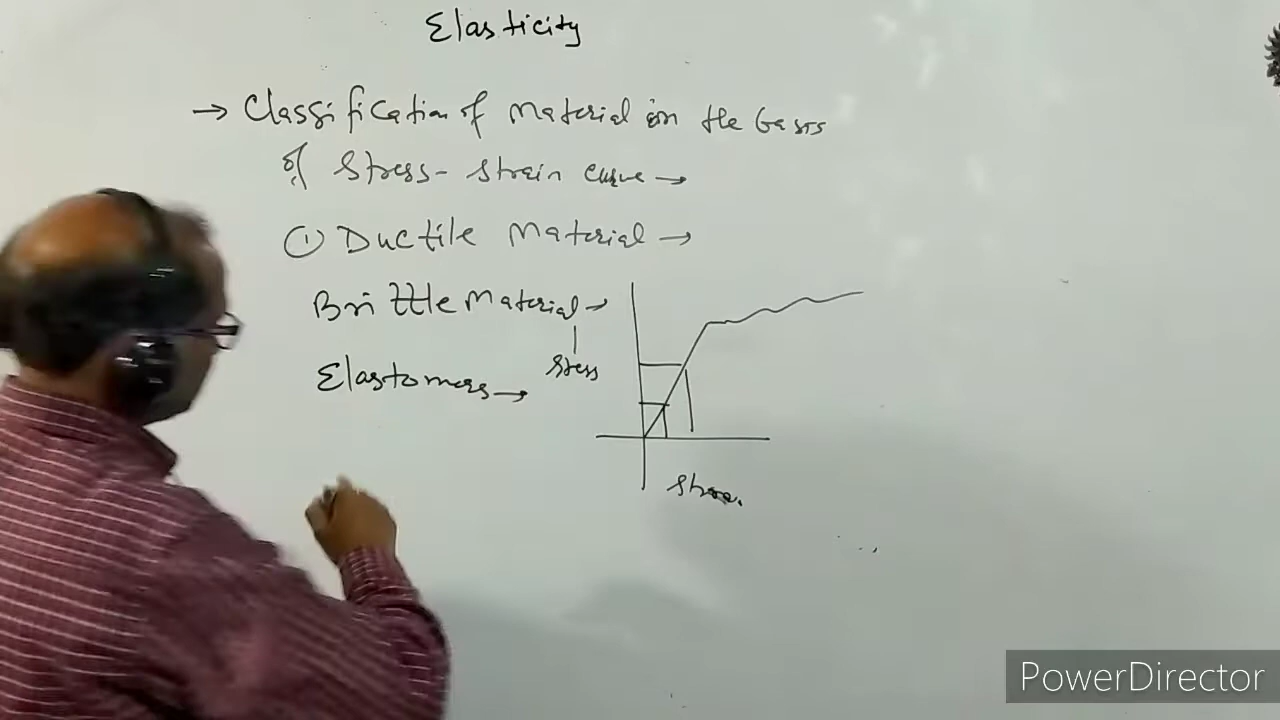 Elasticity
→ Classification of Material on the basis
of Stress-Strain curve →
① Ductile Material →
Brittle Material →
Elastomers →
Stress
PowerDirector